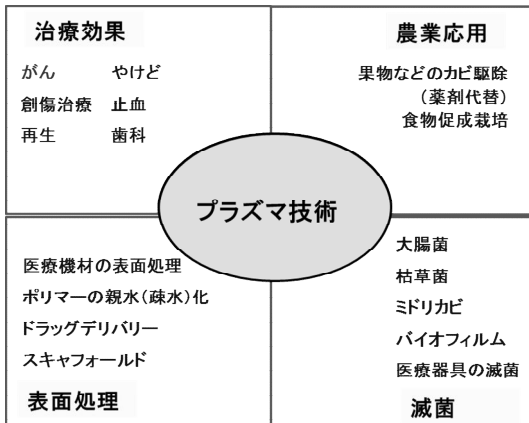 治療効果
がん　やけど
創傷治療　止血
再生　歯科
農業応用
果物などのカビ駆除
（薬剤代替）
食物促成栽培
プラズマ技術
医療機材の表面処理
ポリマーの親水（疎水）化
ドラッグデリバリー
スキャフォールド
表面処理
大腸菌
枯草菌
ミドリカビ
バイオフィルム
医療器具の滅菌
滅菌